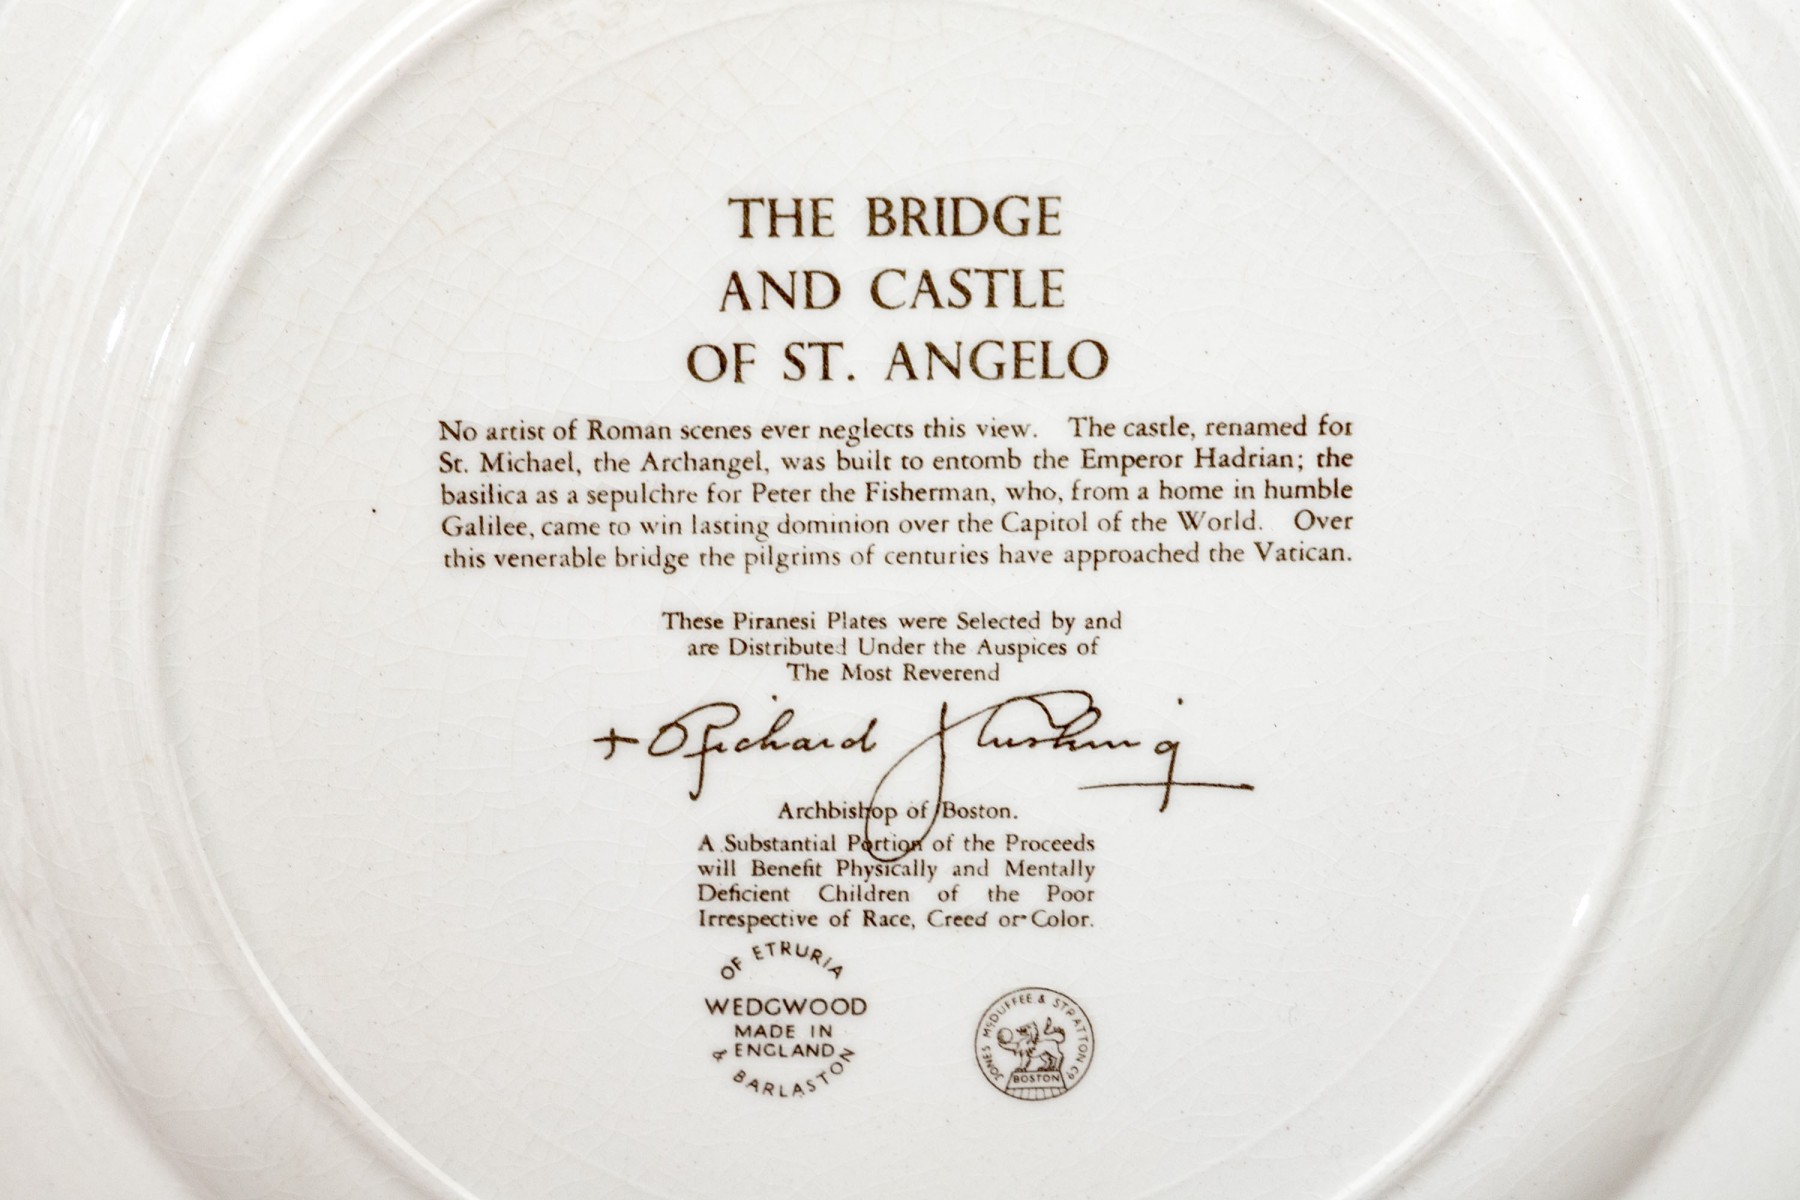 THE BRIDGE
AND CASTLE
OF ST. ANGELO
No artist of Roman scenes ever neglects this view. The castle, renamed for
St. Michael, the Archangel, was built to entomb the Emperor Hadrian; the
basilica as a sepulchre for Peter the Fisherman, who, from a home in humble
Galilee, came to win lasting dominion over the Capitol of the World. Over
this venerable bridge the pilgrims of centuries have approached the Vatican.
These Piranesi Plates were Selected by and
are Distributed Under the Auspices of
The Most Reverend
+ Richard J Cushing
Archbishop of Boston.
A Substantial Portion of the Proceeds
will Benefit Physically and Mentally
Deficient Children of the Poor
Irrespective of Race, Creed or Color.
OF ETRURIA
WEDGWOOD
MADE IN
ENGLAND
& BARLASTON
JONES McDUFFEE & STRATTON Co
BOSTON